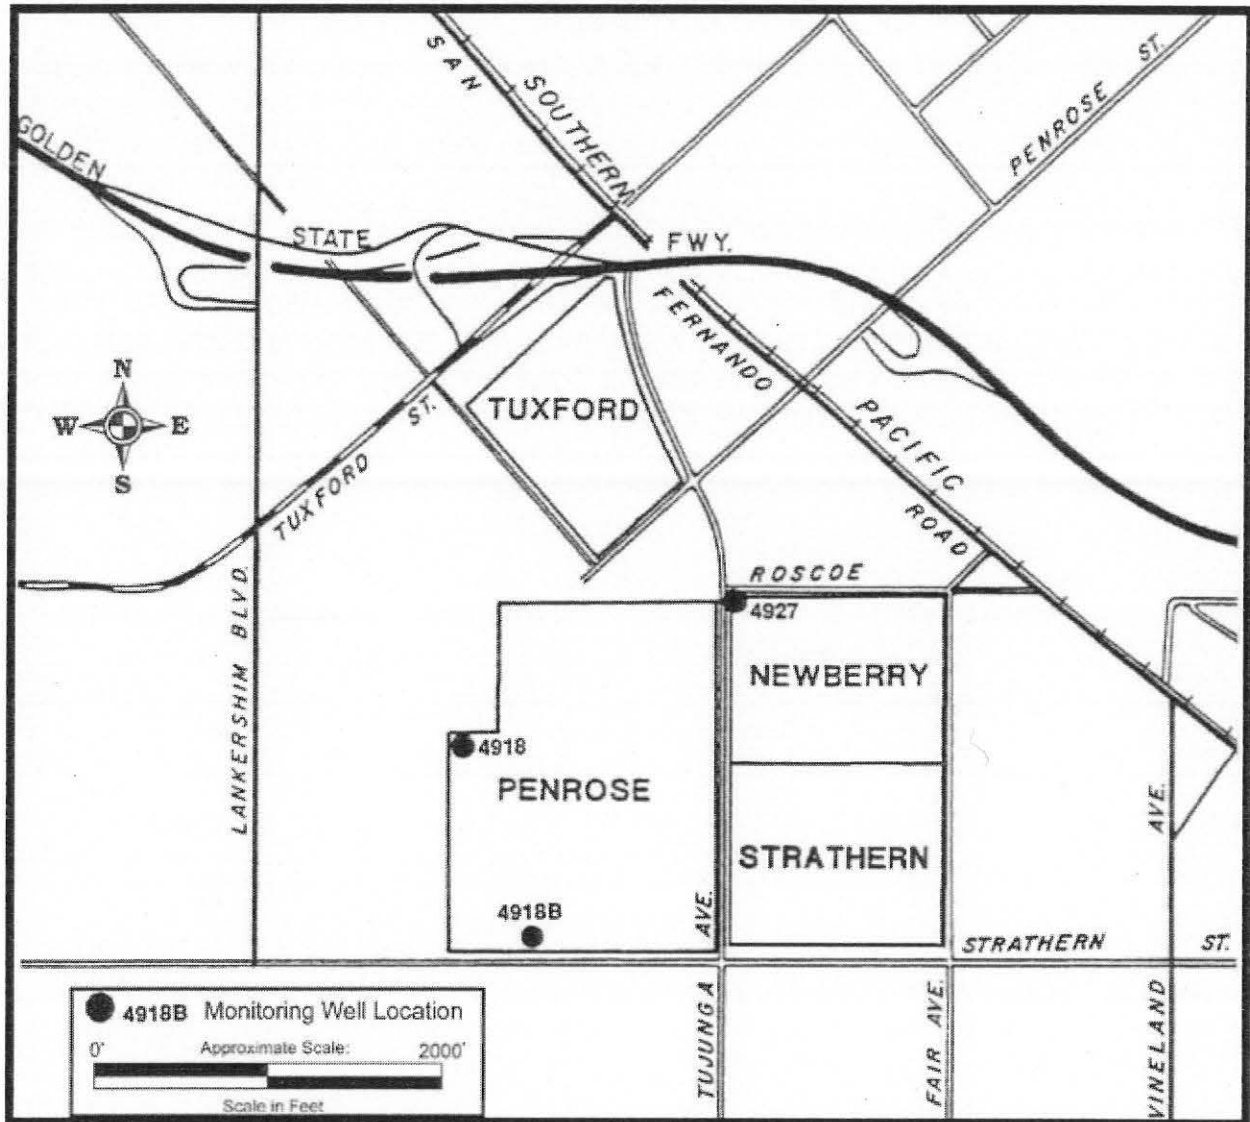 GOLDEN
STATE
FWY.
SAN
SOUTHERN
PENROSE ST.
FERNANDO
PACIFIC
ROAD
N
W E
S
TUXFORD
TUXFORD ST.
LANKERSHIM BLVD.
ROSCOE
4927
NEWBERRY
4918
PENROSE
STRATHERN
4918B
AVE.
AVE.
STRATHERN ST.
TUJUNGA
FAIR AVE.
VINELAND
4918B Monitoring Well Location
0' Approximate Scale: 2000'
Scale in Feet